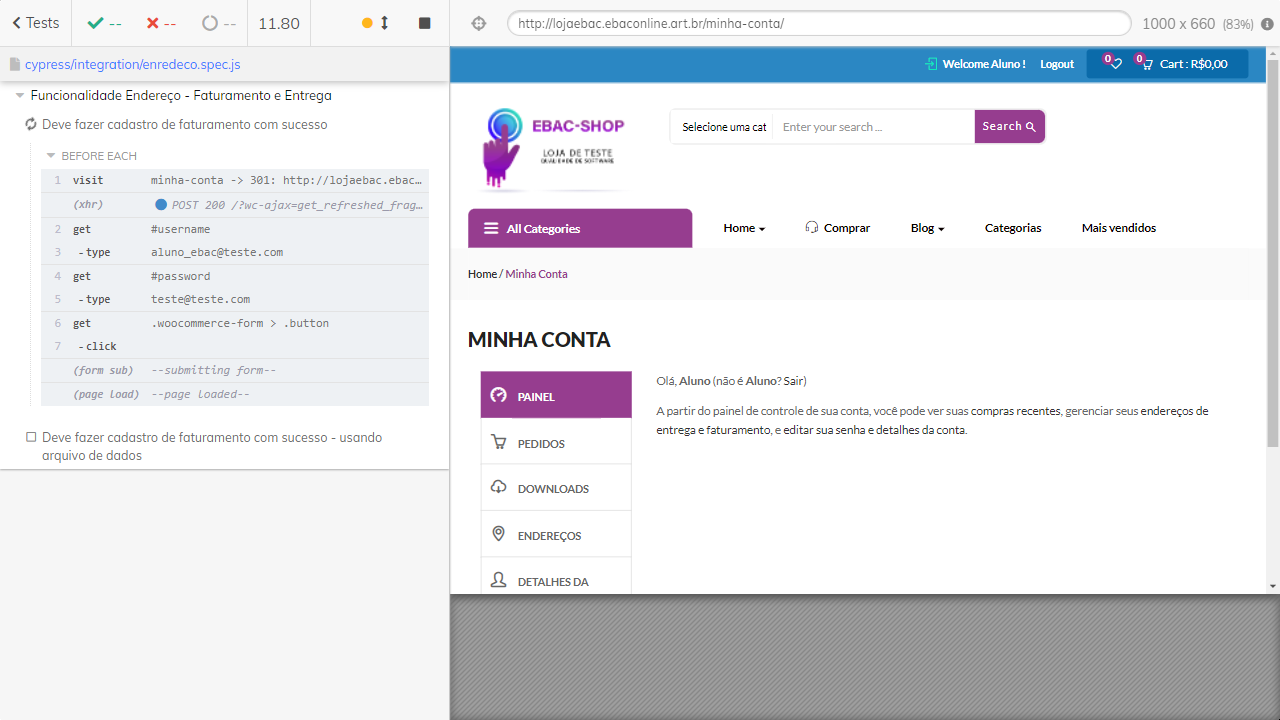 Tests
--
--
--
11.80
http://lojaebac.ebaconline.art.br/minha-conta/
1000 x 660 (83%)
cypress/integration/enredeco.spec.js
Funcionalidade Endereço - Faturamento e Entrega
Deve fazer cadastro de faturamento com sucesso
BEFORE EACH
1 visit minha-conta -> 301: http://lojaebac.ebac…
(xhr) POST 200 /?wc-ajax=get_refreshed_frag…
2 get #username
3 -type aluno_ebac@teste.com
4 get #password
5 -type teste@teste.com
6 get .woocommerce-form > .button
7 -click
(form sub) --submitting form--
(page load) --page loaded--
Deve fazer cadastro de faturamento com sucesso - usando
arquivo de dados
Welcome Aluno ! Logout 0 0 Cart : R$0,00
EBAC-SHOP
LOJA DE TESTE
QUALIDADE DE SOFTWARE
Selecione uma cat Enter your search ... Search
All Categories Home Comprar Blog Categorias Mais vendidos
Home / Minha Conta
MINHA CONTA
PAINEL
PEDIDOS
DOWNLOADS
ENDEREÇOS
DETALHES DA
Olá, Aluno (não é Aluno? Sair)
A partir do painel de controle de sua conta, você pode ver suas compras recentes, gerenciar seus endereços de
entrega e faturamento, e editar sua senha e detalhes da conta.